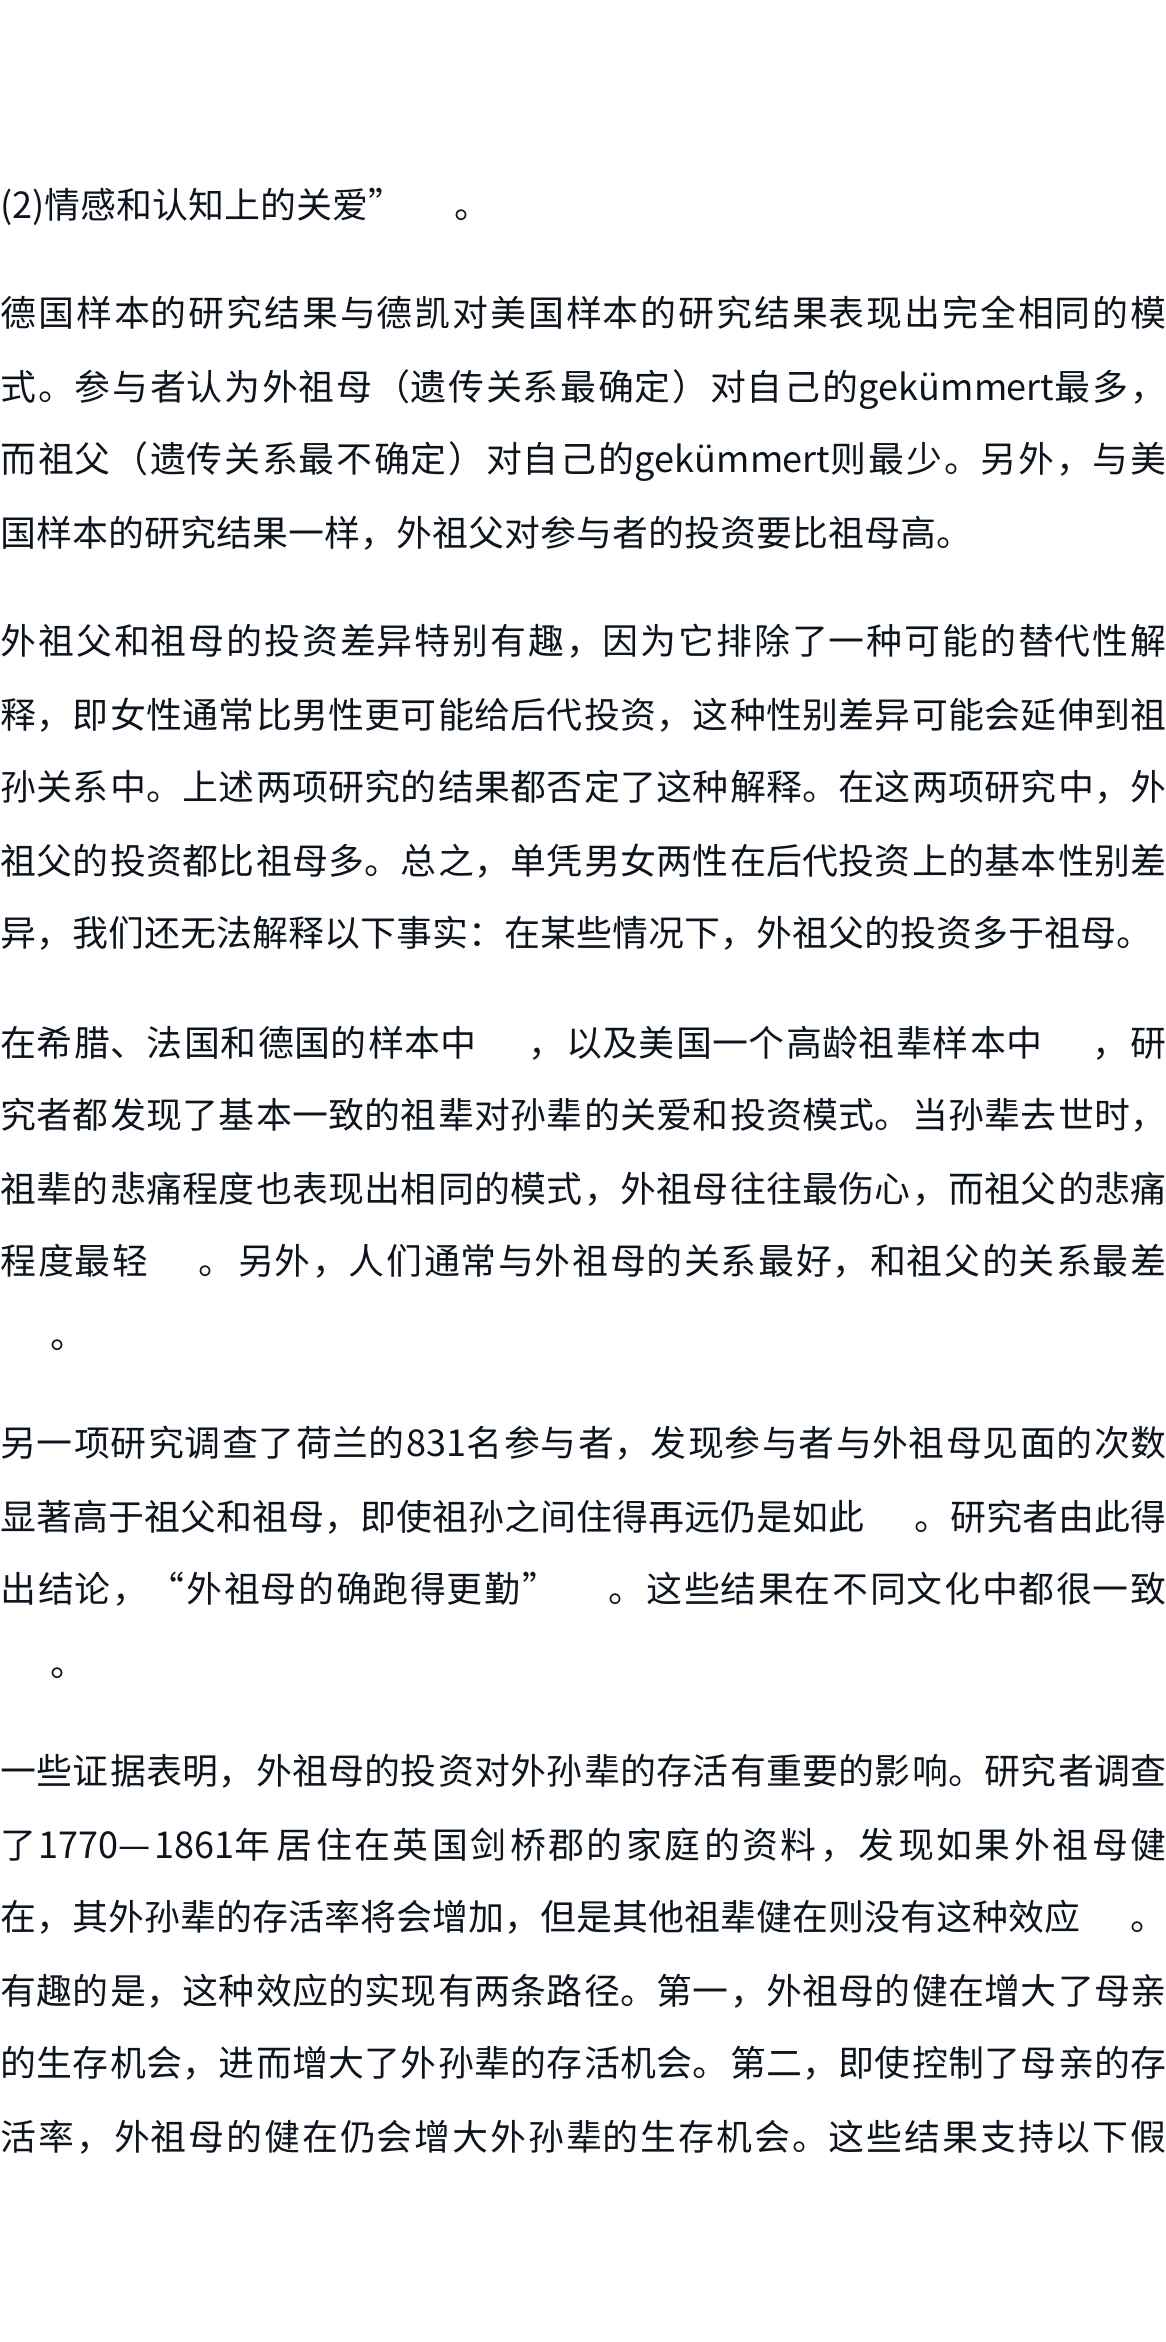 (2)情感和认知上的关爱” 。
德国样本的研究结果与德凯对美国样本的研究结果表现出完全相同的模
式。参与者认为外祖母（遗传关系最确定）对自己的gekümmert最多，
而祖父（遗传关系最不确定）对自己的gekümmert则最少。另外，与美
国样本的研究结果一样，外祖父对参与者的投资要比祖母高。
外祖父和祖母的投资差异特别有趣，因为它排除了一种可能的替代性解
释，即女性通常比男性更可能给后代投资，这种性别差异可能会延伸到祖
孙关系中。上述两项研究的结果都否定了这种解释。在这两项研究中，外
祖父的投资都比祖母多。总之，单凭男女两性在后代投资上的基本性别差
异，我们还无法解释以下事实：在某些情况下，外祖父的投资多于祖母。
在希腊、法国和德国的样本中 ，以及美国一个高龄祖辈样本中 ，研
究者都发现了基本一致的祖辈对孙辈的关爱和投资模式。当孙辈去世时，
祖辈的悲痛程度也表现出相同的模式，外祖母往往最伤心，而祖父的悲痛
程度最轻 。另外，人们通常与外祖母的关系最好，和祖父的关系最差
。
另一项研究调查了荷兰的831名参与者，发现参与者与外祖母见面的次数
显著高于祖父和祖母，即使祖孙之间住得再远仍是如此 。研究者由此得
出结论，“外祖母的确跑得更勤” 。这些结果在不同文化中都很一致
。
一些证据表明，外祖母的投资对外孙辈的存活有重要的影响。研究者调查
了1770—1861年居住在英国剑桥郡的家庭的资料，发现如果外祖母健
在，其外孙辈的存活率将会增加，但是其他祖辈健在则没有这种效应 。
有趣的是，这种效应的实现有两条路径。第一，外祖母的健在增大了母亲
的生存机会，进而增大了外孙辈的存活机会。第二，即使控制了母亲的存
活率，外祖母的健在仍会增大外孙辈的生存机会。这些结果支持以下假